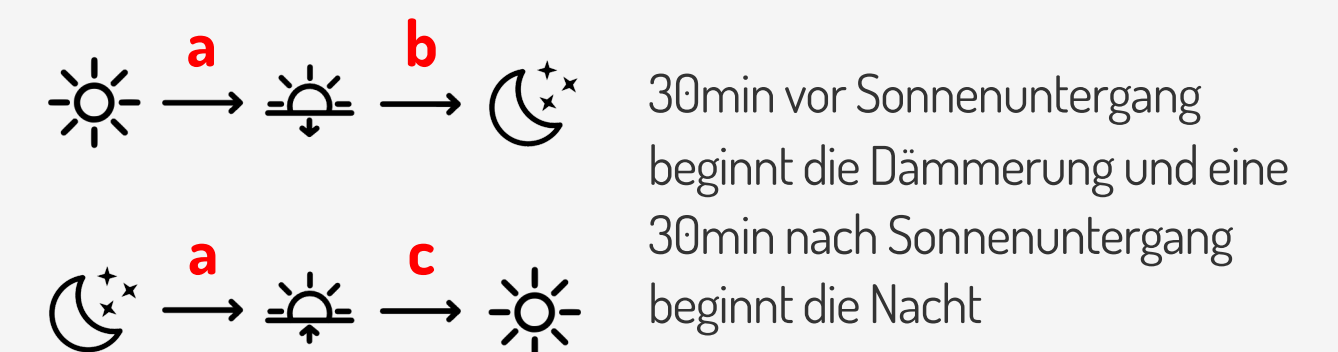 a b
30min vor Sonnenuntergang
beginnt die Dämmerung und eine
30min nach Sonnenuntergang
beginnt die Nacht
a c